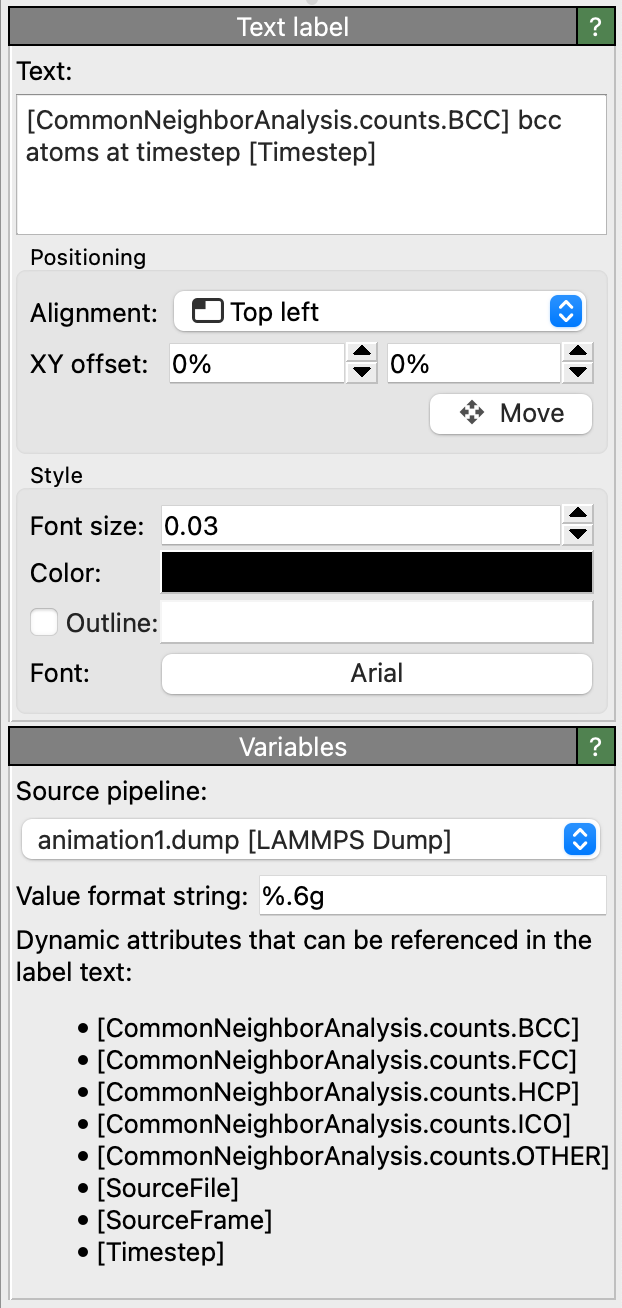 Text label ?
Text:
[CommonNeighborAnalysis.counts.BCC] bcc
atoms at timestep [Timestep]
Positioning
Alignment: Top left
XY offset: 0% 0%
Move
Style
Font size: 0.03
Color:
Outline:
Font: Arial
Variables ?
Source pipeline:
animation1.dump [LAMMPS Dump]
Value format string: %.6g
Dynamic attributes that can be referenced in the
label text:
• [CommonNeighborAnalysis.counts.BCC]
• [CommonNeighborAnalysis.counts.FCC]
• [CommonNeighborAnalysis.counts.HCP]
• [CommonNeighborAnalysis.counts.ICO]
• [CommonNeighborAnalysis.counts.OTHER]
• [SourceFile]
• [SourceFrame]
• [Timestep]